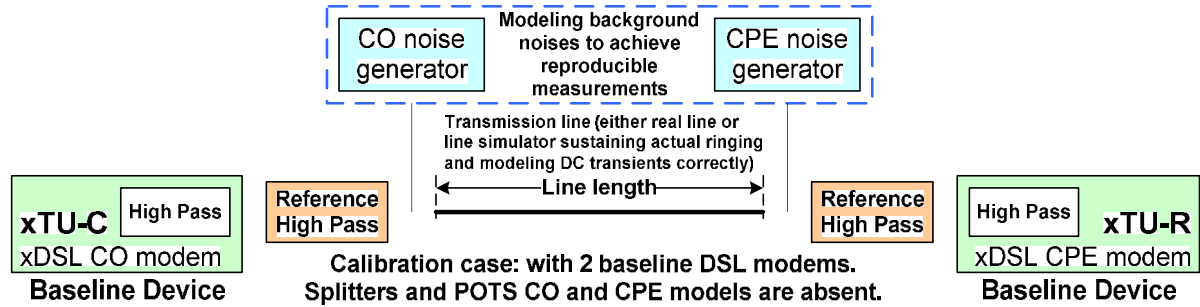 CO noise
generator
Modeling background
noises to achieve
reproducible
measurements
CPE noise
generator
Transmission line (either real line or
line simulator sustaining actual ringing
and modeling DC transients correctly)
Line length
xTU-C
High Pass
xDSL CO modem
Baseline Device
Reference
High Pass
Reference
High Pass
High Pass
xTU-R
xDSL CPE modem
Baseline Device
Calibration case: with 2 baseline DSL modems.
Splitters and POTS CO and CPE models are absent.